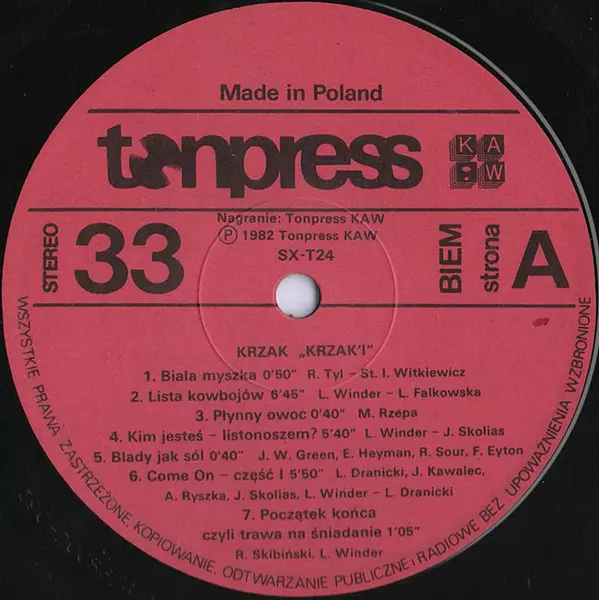 Made in Poland
tonpress
KAW
Nagranie: Tonpress KAW
Ⓟ 1982 Tonpress KAW
SX-T24
STEREO
33
BIEM
strona
A
KRZAK „KRZAK'I"
1. Biała myszka 0'50" R. Tyl – St. I. Witkiewicz
2. Lista kowbojów 6'45" L. Winder – L. Falkowska
3. Płynny owoc 0'40" M. Rzepa
4. Kim jesteś – listonoszem? 5'40" L. Winder – J. Skolias
5. Blady jak sól 0'40" J. W. Green, E. Heyman, R. Sour, F. Eyton
6. Come On – część I 5'50" L. Dranicki, J. Kawalec,
A. Ryszka, J. Skolias, L. Winder – L. Dranicki
7. Początek końca
czyli trawa na śniadanie 1'05"
R. Skibiński, L. Winder
WSZYSTKIE PRAWA ZASTRZEŻONE. KOPIOWANIE, ODTWARZANIE PUBLICZNE i RADIOWE BEZ UPOWAŻNIENIA WZBRONIONE